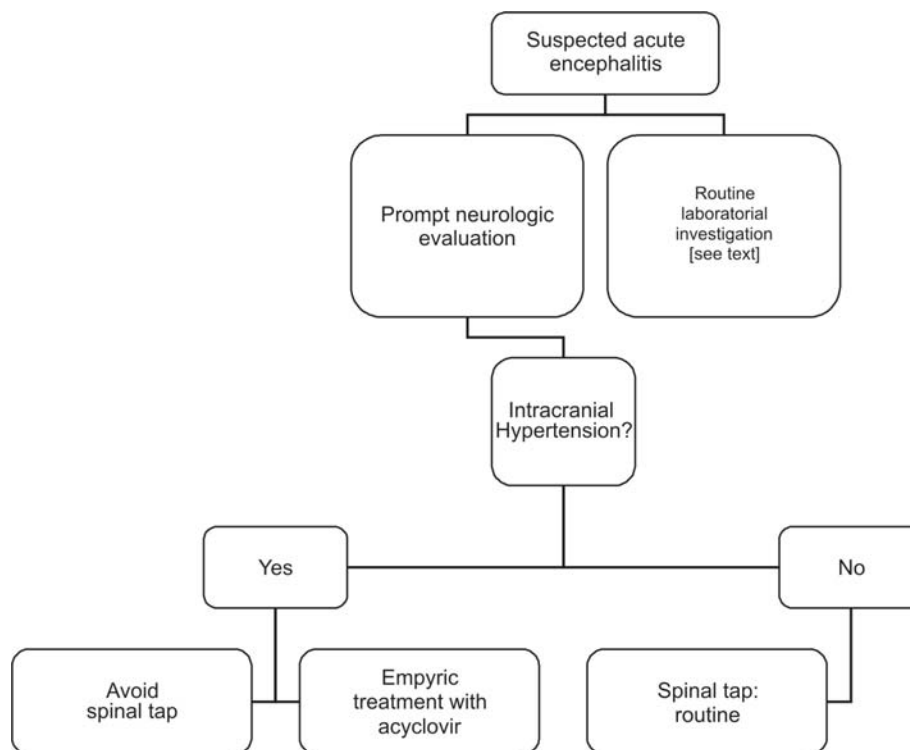 Suspected acute
encephalitis
Prompt neurologic
evaluation
Routine
laboratorial
investigation
[see text]
Intracranial
Hypertension?
Yes
No
Avoid
spinal tap
Empyric
treatment with
acyclovir
Spinal tap:
routine